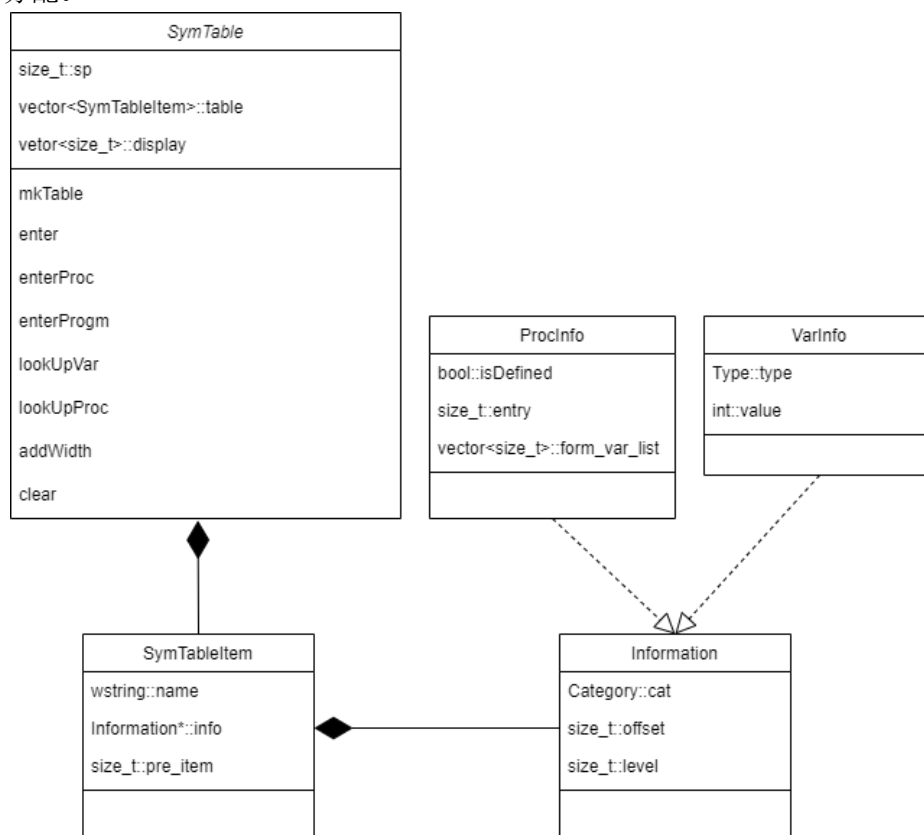 SymTable
size_t::sp
vector<SymTableItem>::table
vetor<size_t>::display
mkTable
enter
enterProc
enterProgm
lookUpVar
lookUpProc
addWidth
clear
ProcInfo
bool::isDefined
size_t::entry
vector<size_t>::form_var_list
VarInfo
Type::type
int::value
SymTableItem
wstring::name
Information*::info
size_t::pre_item
Information
Category::cat
size_t::offset
size_t::level